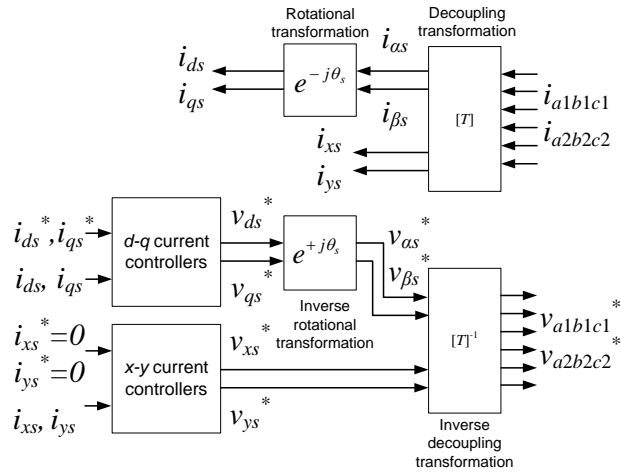 Rotational
transformation
Decoupling
transformation
i_ds
i_qs
e^{-jθ_s}
i_αs
i_βs
[T]
i_a1b1c1
i_a2b2c2
i_xs
i_ys
i_ds^*, i_qs^*
i_ds, i_qs
d-q current
controllers
v_ds^*
v_qs^*
e^{+jθ_s}
Inverse
rotational
transformation
v_αs^*
v_βs^*
i_xs^*=0
i_ys^*=0
i_xs, i_ys
x-y current
controllers
v_xs^*
v_ys^*
[T]^{-1}
v_a1b1c1^*
v_a2b2c2^*
Inverse
decoupling
transformation